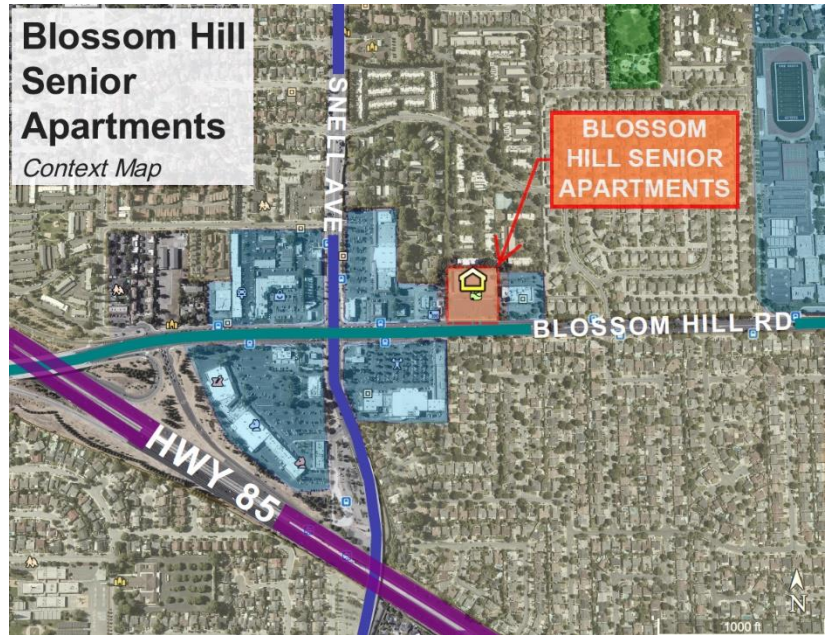 Blossom Hill
Senior
Apartments
Context Map
SNELL AVE
BLOSSOM
HILL SENIOR
APARTMENTS
BLOSSOM HILL RD
HWY 85
N
1000 ft